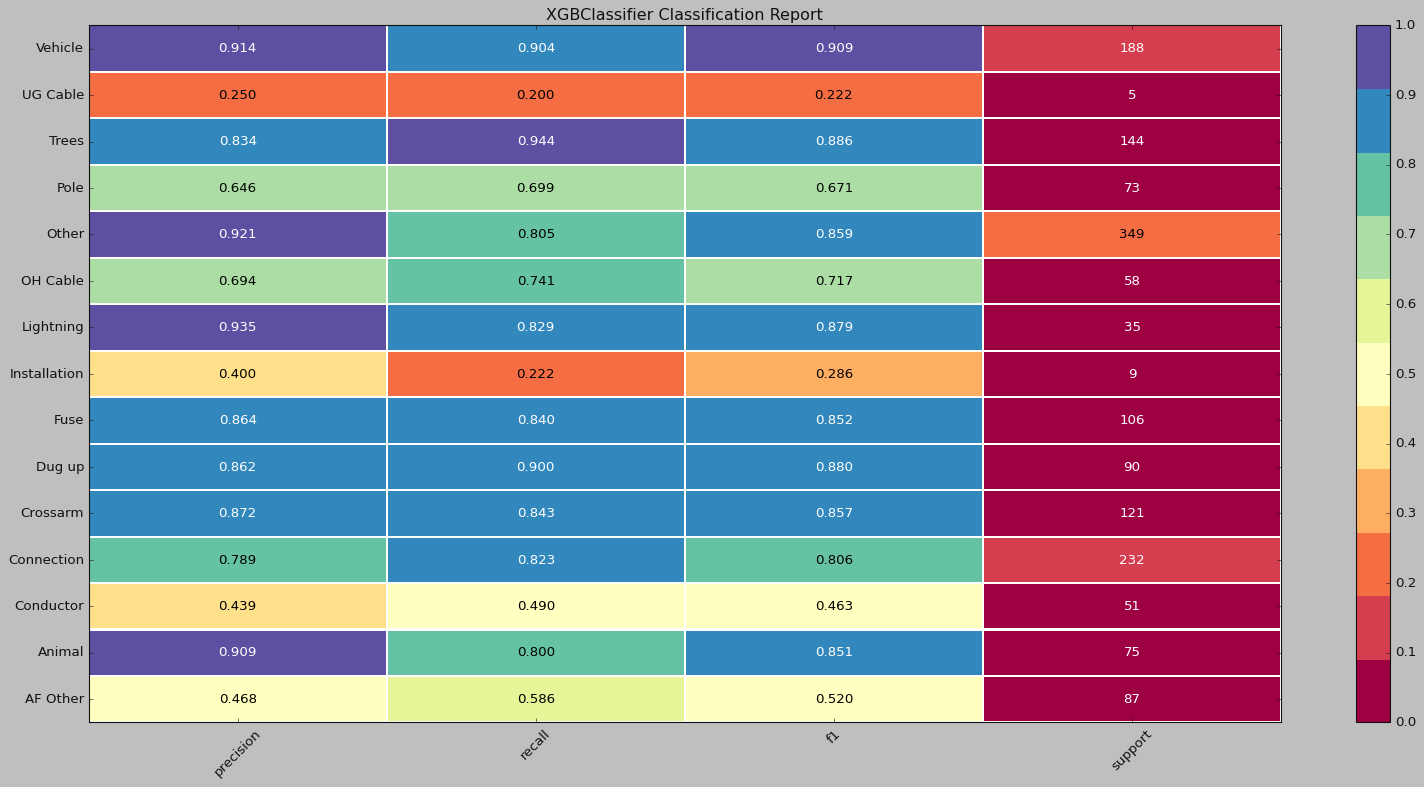 XGBClassifier Classification Report
Vehicle 0.914 0.904 0.909 188
UG Cable 0.250 0.200 0.222 5
Trees 0.834 0.944 0.886 144
Pole 0.646 0.699 0.671 73
Other 0.921 0.805 0.859 349
OH Cable 0.694 0.741 0.717 58
Lightning 0.935 0.829 0.879 35
Installation 0.400 0.222 0.286 9
Fuse 0.864 0.840 0.852 106
Dug up 0.862 0.900 0.880 90
Crossarm 0.872 0.843 0.857 121
Connection 0.789 0.823 0.806 232
Conductor 0.439 0.490 0.463 51
Animal 0.909 0.800 0.851 75
AF Other 0.468 0.586 0.520 87
precision recall f1 support
1.0
0.9
0.8
0.7
0.6
0.5
0.4
0.3
0.2
0.1
0.0